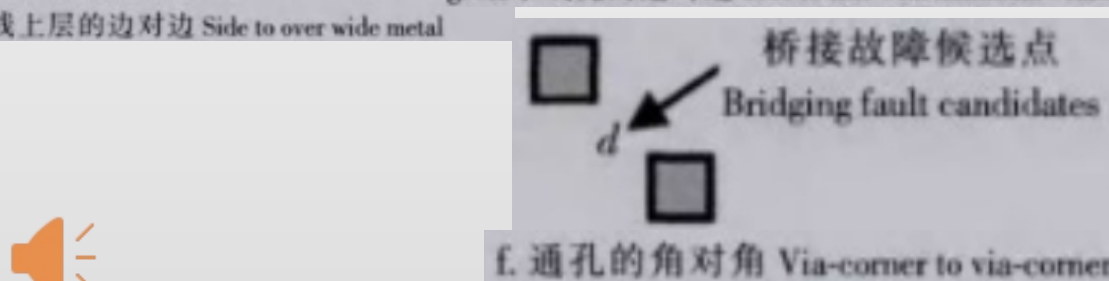 上层的边对边 Side to over wide metal
桥接故障候选点
Bridging fault candidates
d
f. 通孔的角对角 Via-corner to via-corner